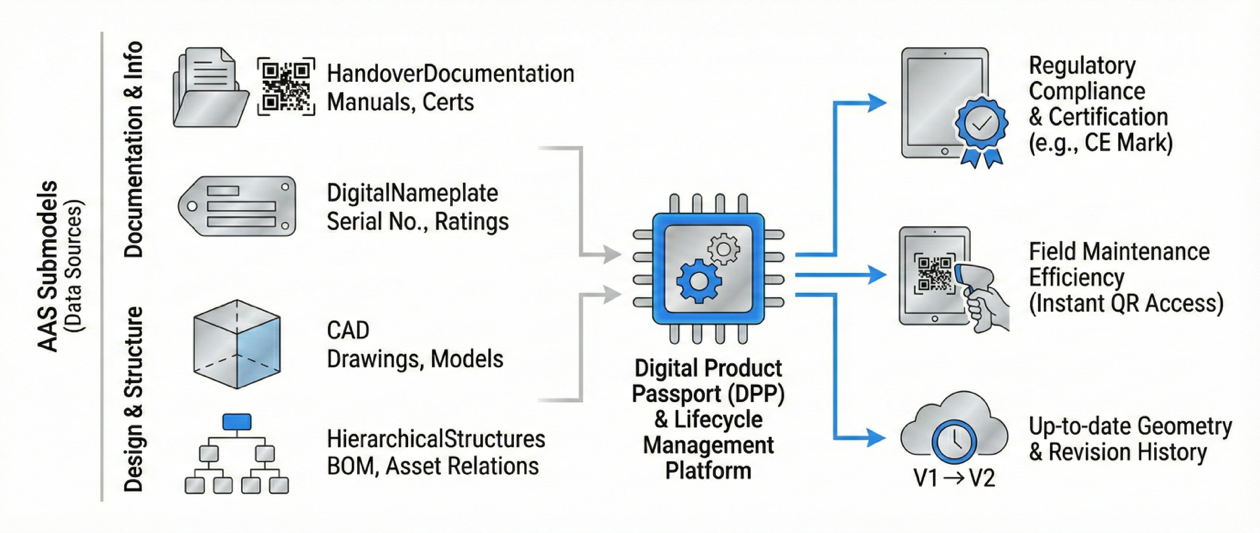 AAS Submodels
(Data Sources)
Documentation & Info
HandoverDocumentation
Manuals, Certs
DigitalNameplate
Serial No., Ratings
Design & Structure
CAD
Drawings, Models
HierarchicalStructures
BOM, Asset Relations
Digital Product
Passport (DPP)
& Lifecycle
Management
Platform
Regulatory
Compliance
& Certification
(e.g., CE Mark)
Field Maintenance
Efficiency
(Instant QR Access)
Up-to-date Geometry
& Revision History
V1 → V2